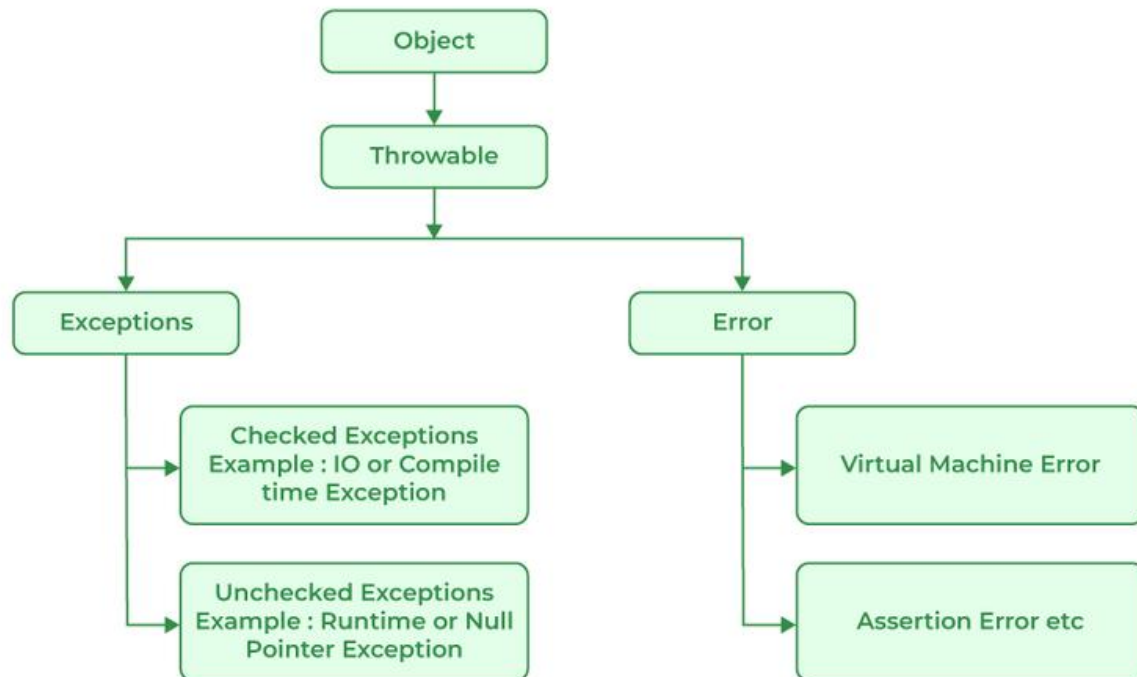 Object
Throwable
Exceptions
Error
Checked Exceptions
Example : IO or Compile
time Exception
Virtual Machine Error
Unchecked Exceptions
Example : Runtime or Null
Pointer Exception
Assertion Error etc